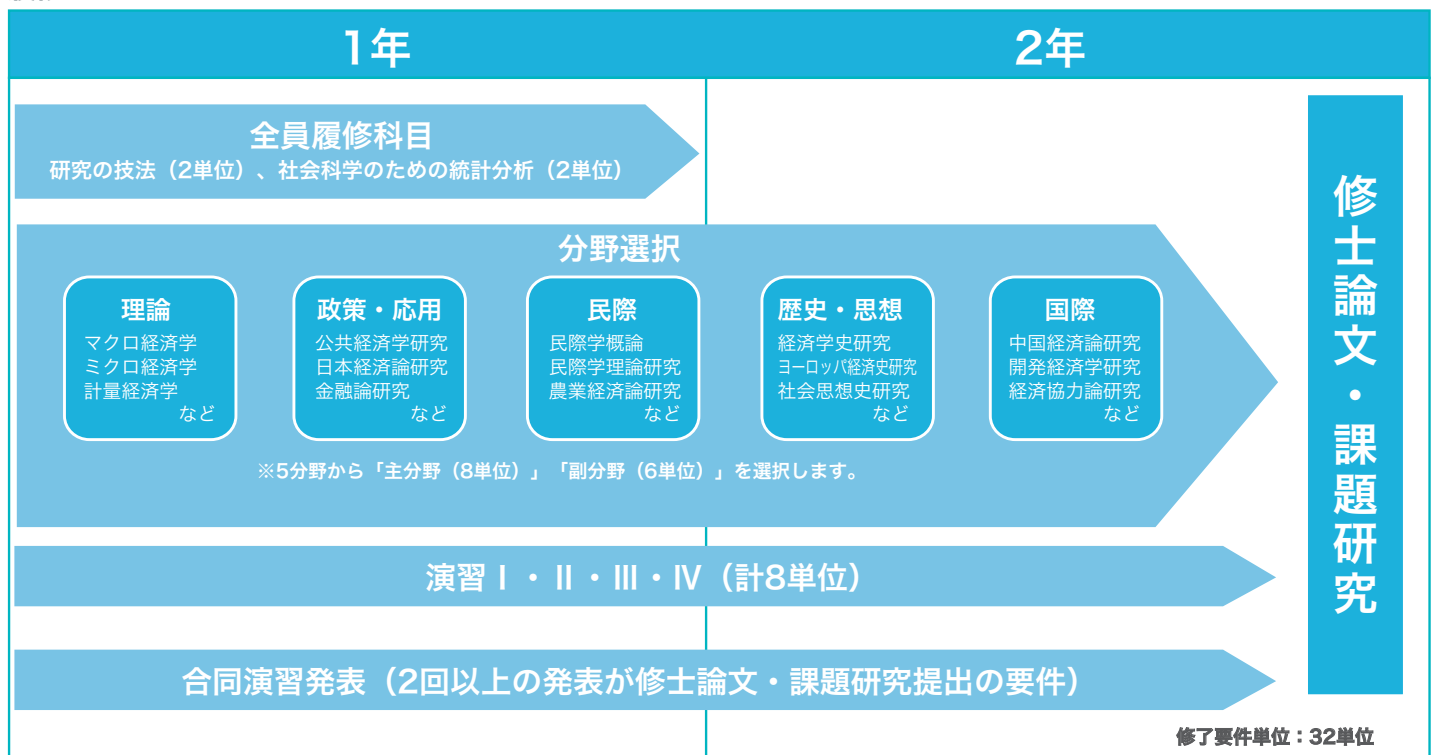 1年
2年
全員履修科目
研究の技法（2単位）、社会科学のための統計分析（2単位）
分野選択
理論
マクロ経済学
ミクロ経済学
計量経済学
など
政策・応用
公共経済学研究
日本経済論研究
金融論研究
など
民際
民際学概論
民際学理論研究
農業経済論研究
など
歴史・思想
経済学史研究
ヨーロッパ経済史研究
社会思想史研究
など
国際
中国経済論研究
開発経済学研究
経済協力論研究
など
※5分野から「主分野（8単位）」「副分野（6単位）」を選択します。
演習Ⅰ・Ⅱ・Ⅲ・Ⅳ（計8単位）
合同演習発表（2回以上の発表が修士論文・課題研究提出の要件）
修士論文・課題研究
修了要件単位：32単位